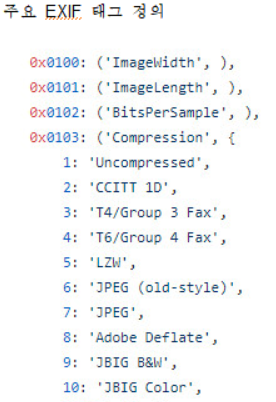 주요 EXIF 태그 정의
0x0100: ('ImageWidth', ),
0x0101: ('ImageLength', ),
0x0102: ('BitsPerSample', ),
0x0103: ('Compression', {
1: 'Uncompressed',
2: 'CCITT 1D',
3: 'T4/Group 3 Fax',
4: 'T6/Group 4 Fax',
5: 'LZW',
6: 'JPEG (old-style)',
7: 'JPEG',
8: 'Adobe Deflate',
9: 'JBIG B&W',
10: 'JBIG Color',